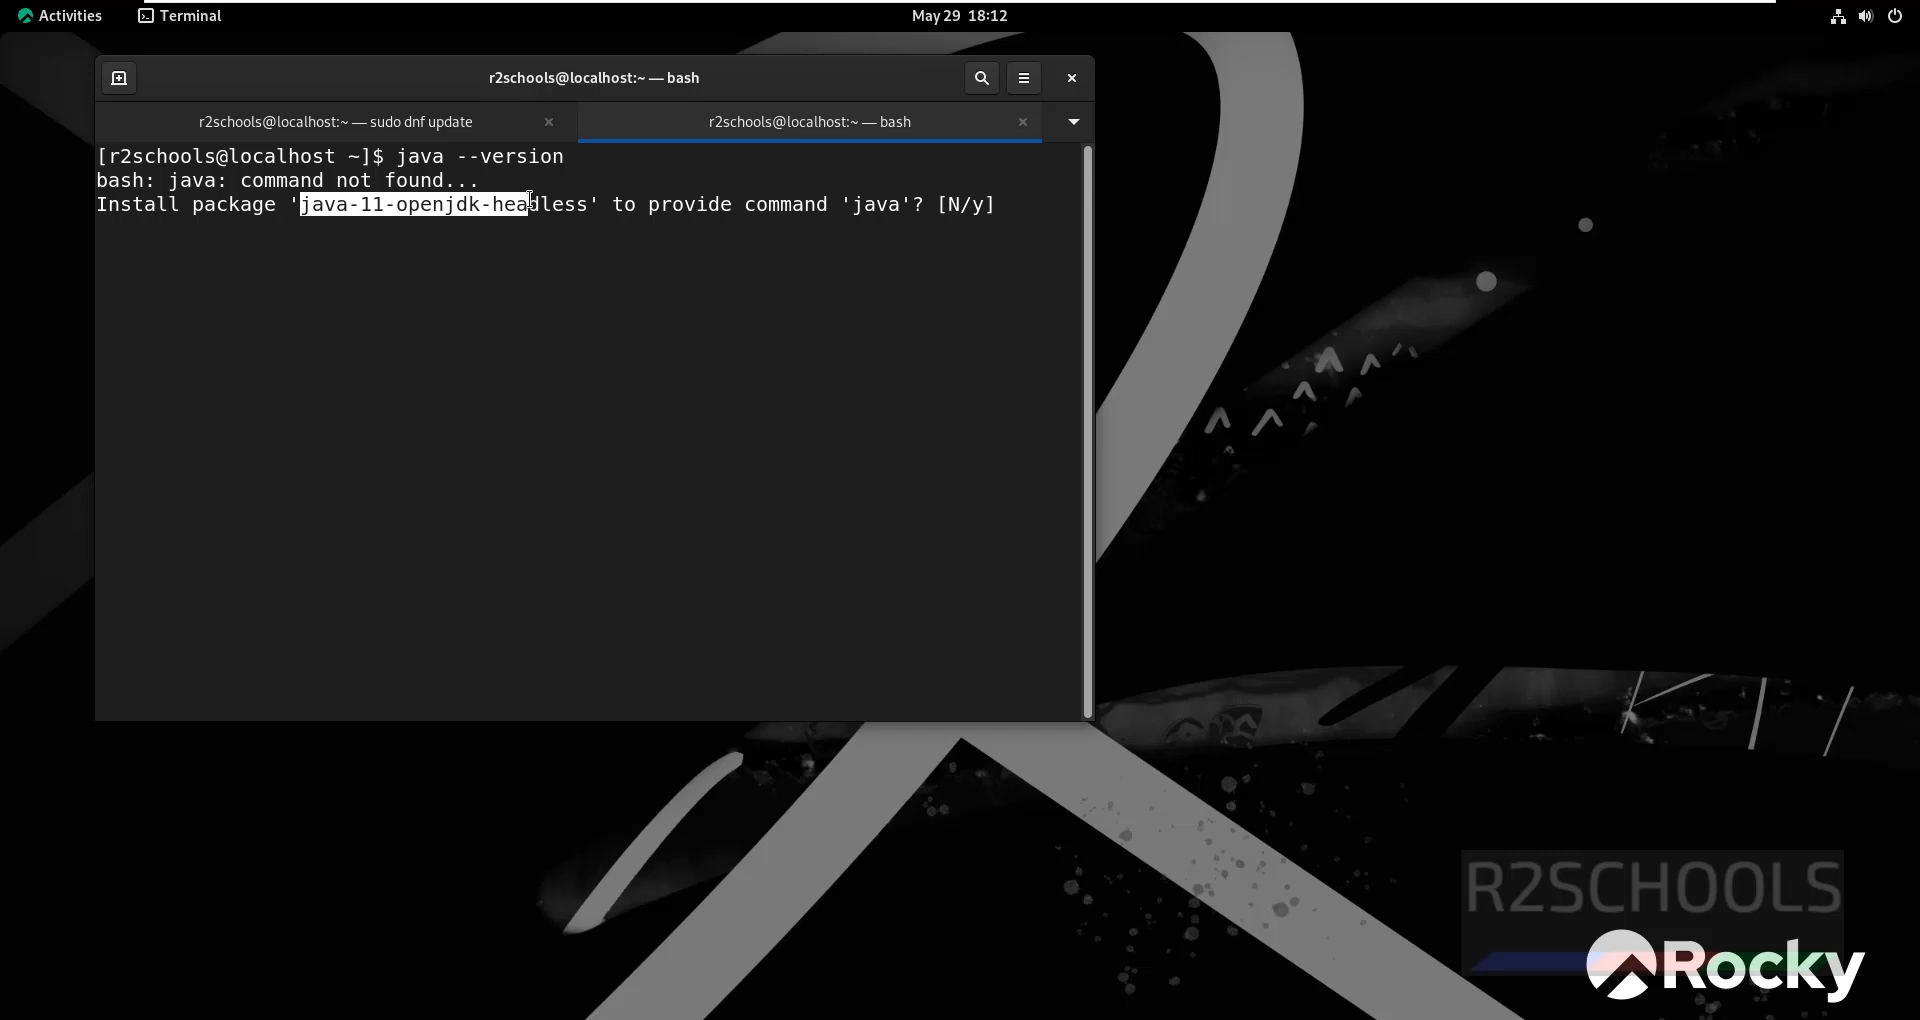 Activities Terminal May 29 18:12
r2schools@localhost:~ — bash
r2schools@localhost:~ — sudo dnf update r2schools@localhost:~ — bash
[r2schools@localhost ~]$ java --version
bash: java: command not found...
Install package 'java-11-openjdk-headless' to provide command 'java'? [N/y]
R2SCHOOLS
Rocky